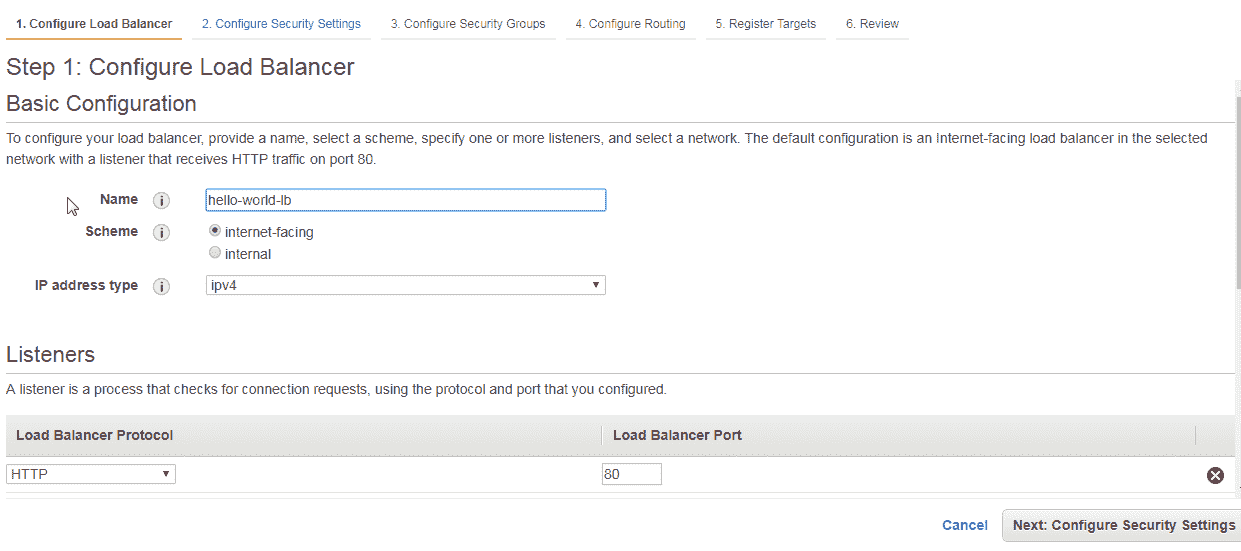 1. Configure Load Balancer 2. Configure Security Settings 3. Configure Security Groups 4. Configure Routing 5. Register Targets 6. Review
Step 1: Configure Load Balancer
Basic Configuration
To configure your load balancer, provide a name, select a scheme, specify one or more listeners, and select a network. The default configuration is an Internet-facing load balancer in the selected
network with a listener that receives HTTP traffic on port 80.
Name i hello-world-lb
Scheme i internet-facing
internal
IP address type i ipv4
Listeners
A listener is a process that checks for connection requests, using the protocol and port that you configured.
Load Balancer Protocol Load Balancer Port
HTTP 80
Cancel Next: Configure Security Settings